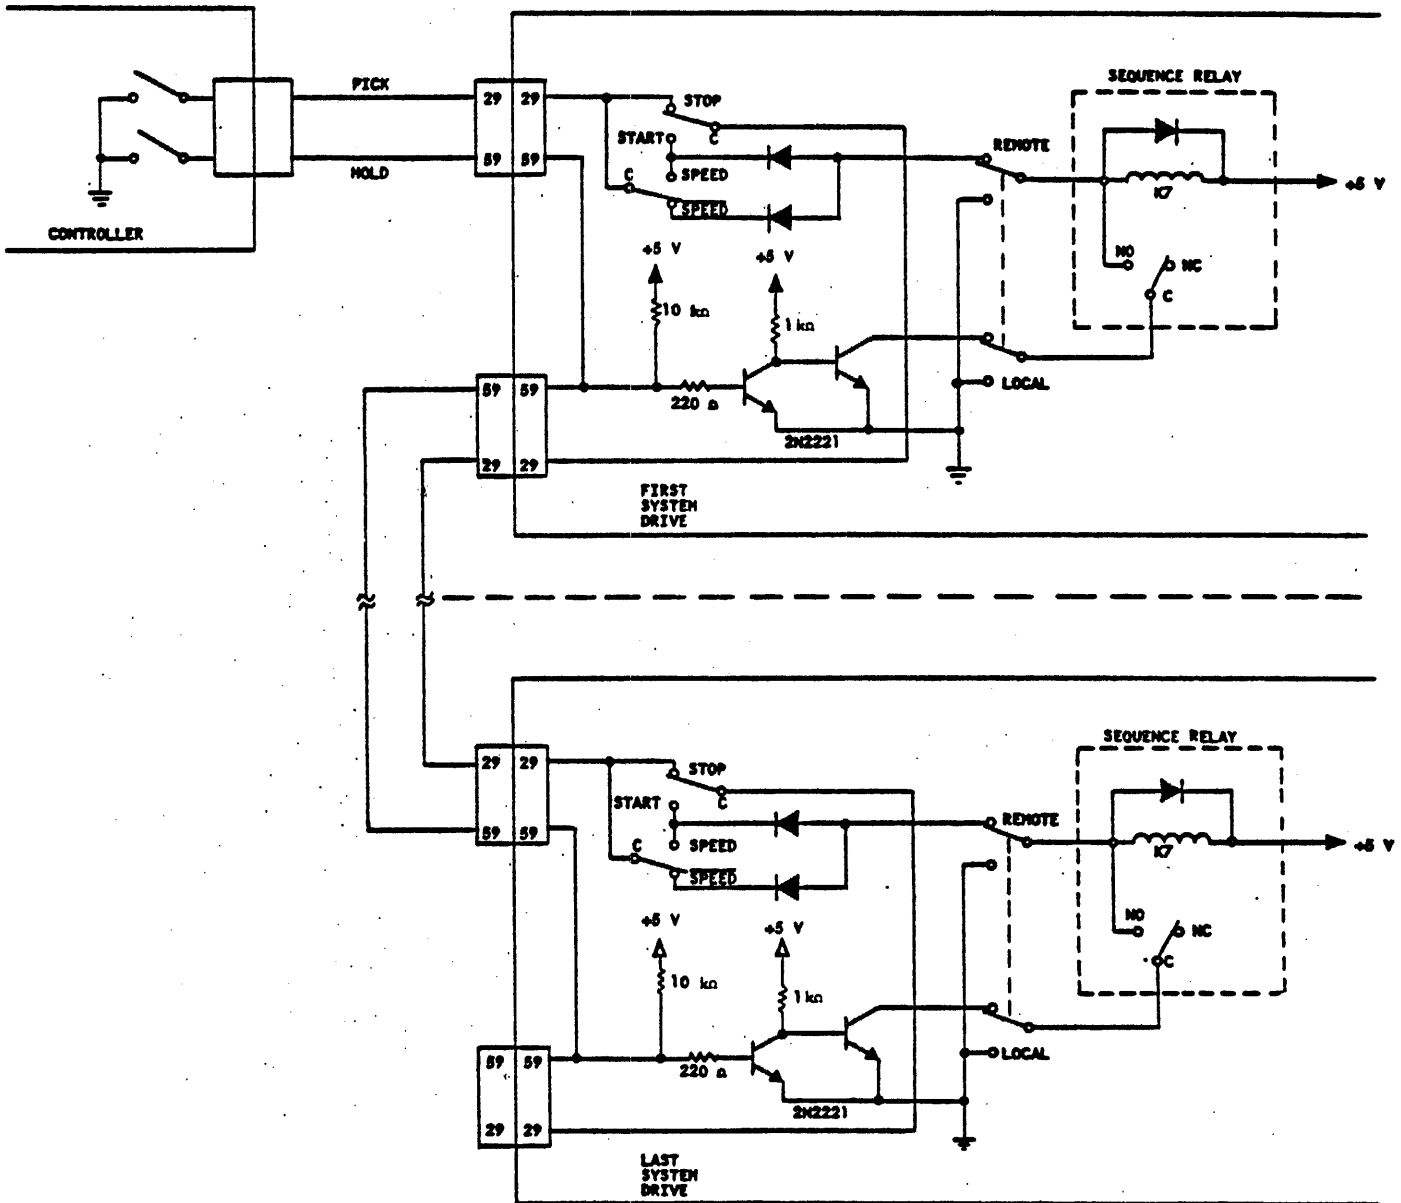 SEQUENCE RELAY
PICK
29 29
STOP
C
REMOTE
START
59 59
HOLD
SPEED
C
K7
+5 V
SPEED
CONTROLLER
+5 V
+5 V
NO
NC
C
10 kΩ
1 kΩ
59 59
220 Ω
LOCAL
2N2221
29 29
FIRST
SYSTEM
DRIVE
SEQUENCE RELAY
29 29
STOP
C
START
REMOTE
59 59
C
SPEED
K7
+5 V
SPEED
+5 V
+5 V
NO
NC
C
10 kΩ
1 kΩ
59 59
220 Ω
LOCAL
2N2221
29 29
LAST
SYSTEM
DRIVE